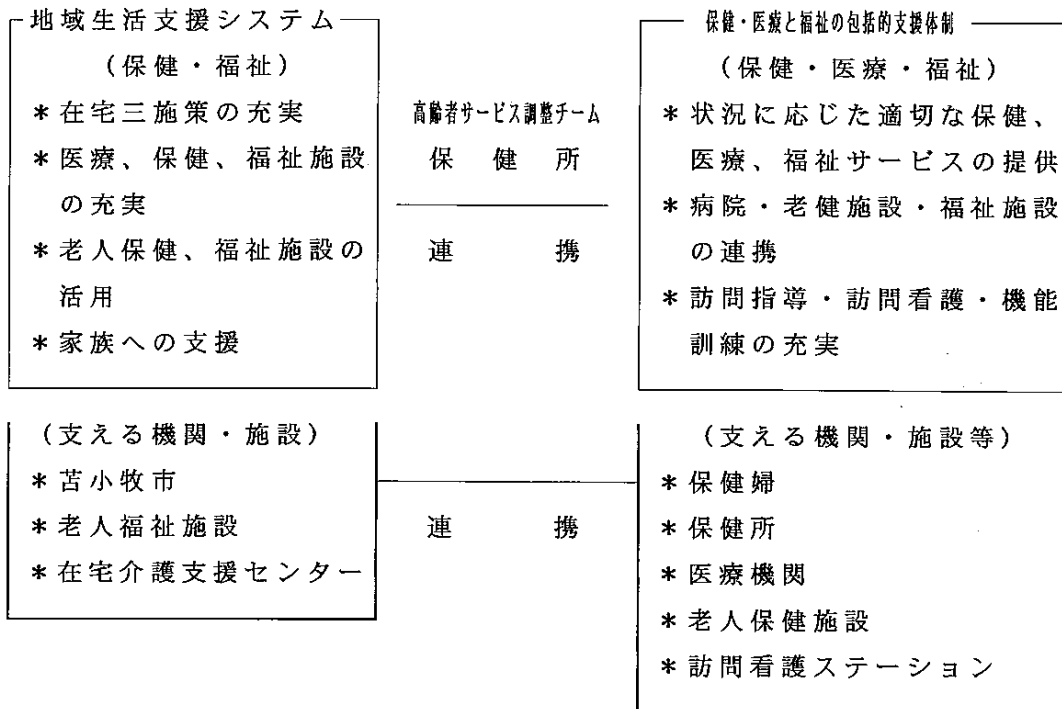 地域生活支援システム
(保健・福祉)
*在宅三施策の充実
*医療、保健、福祉施設
の充実
*老人保健、福祉施設の
活用
*家族への支援
高齢者サービス調整チーム
保健所
連携
保健・医療と福祉の包括的支援体制
(保健・医療・福祉)
*状況に応じた適切な保健、
医療、福祉サービスの提供
*病院・老健施設・福祉施設
の連携
*訪問指導・訪問看護・機能
訓練の充実
(支える機関・施設)
*苫小牧市
*老人福祉施設
*在宅介護支援センター
連携
(支える機関・施設等)
*保健婦
*保健所
*医療機関
*老人保健施設
*訪問看護ステーション